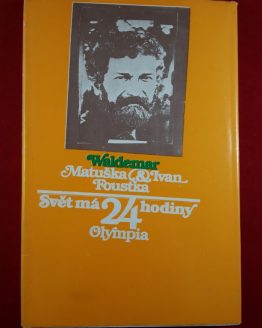 Waldemar
Matuška & Ivan
Foustka
Svět má 24 hodiny
Olympia